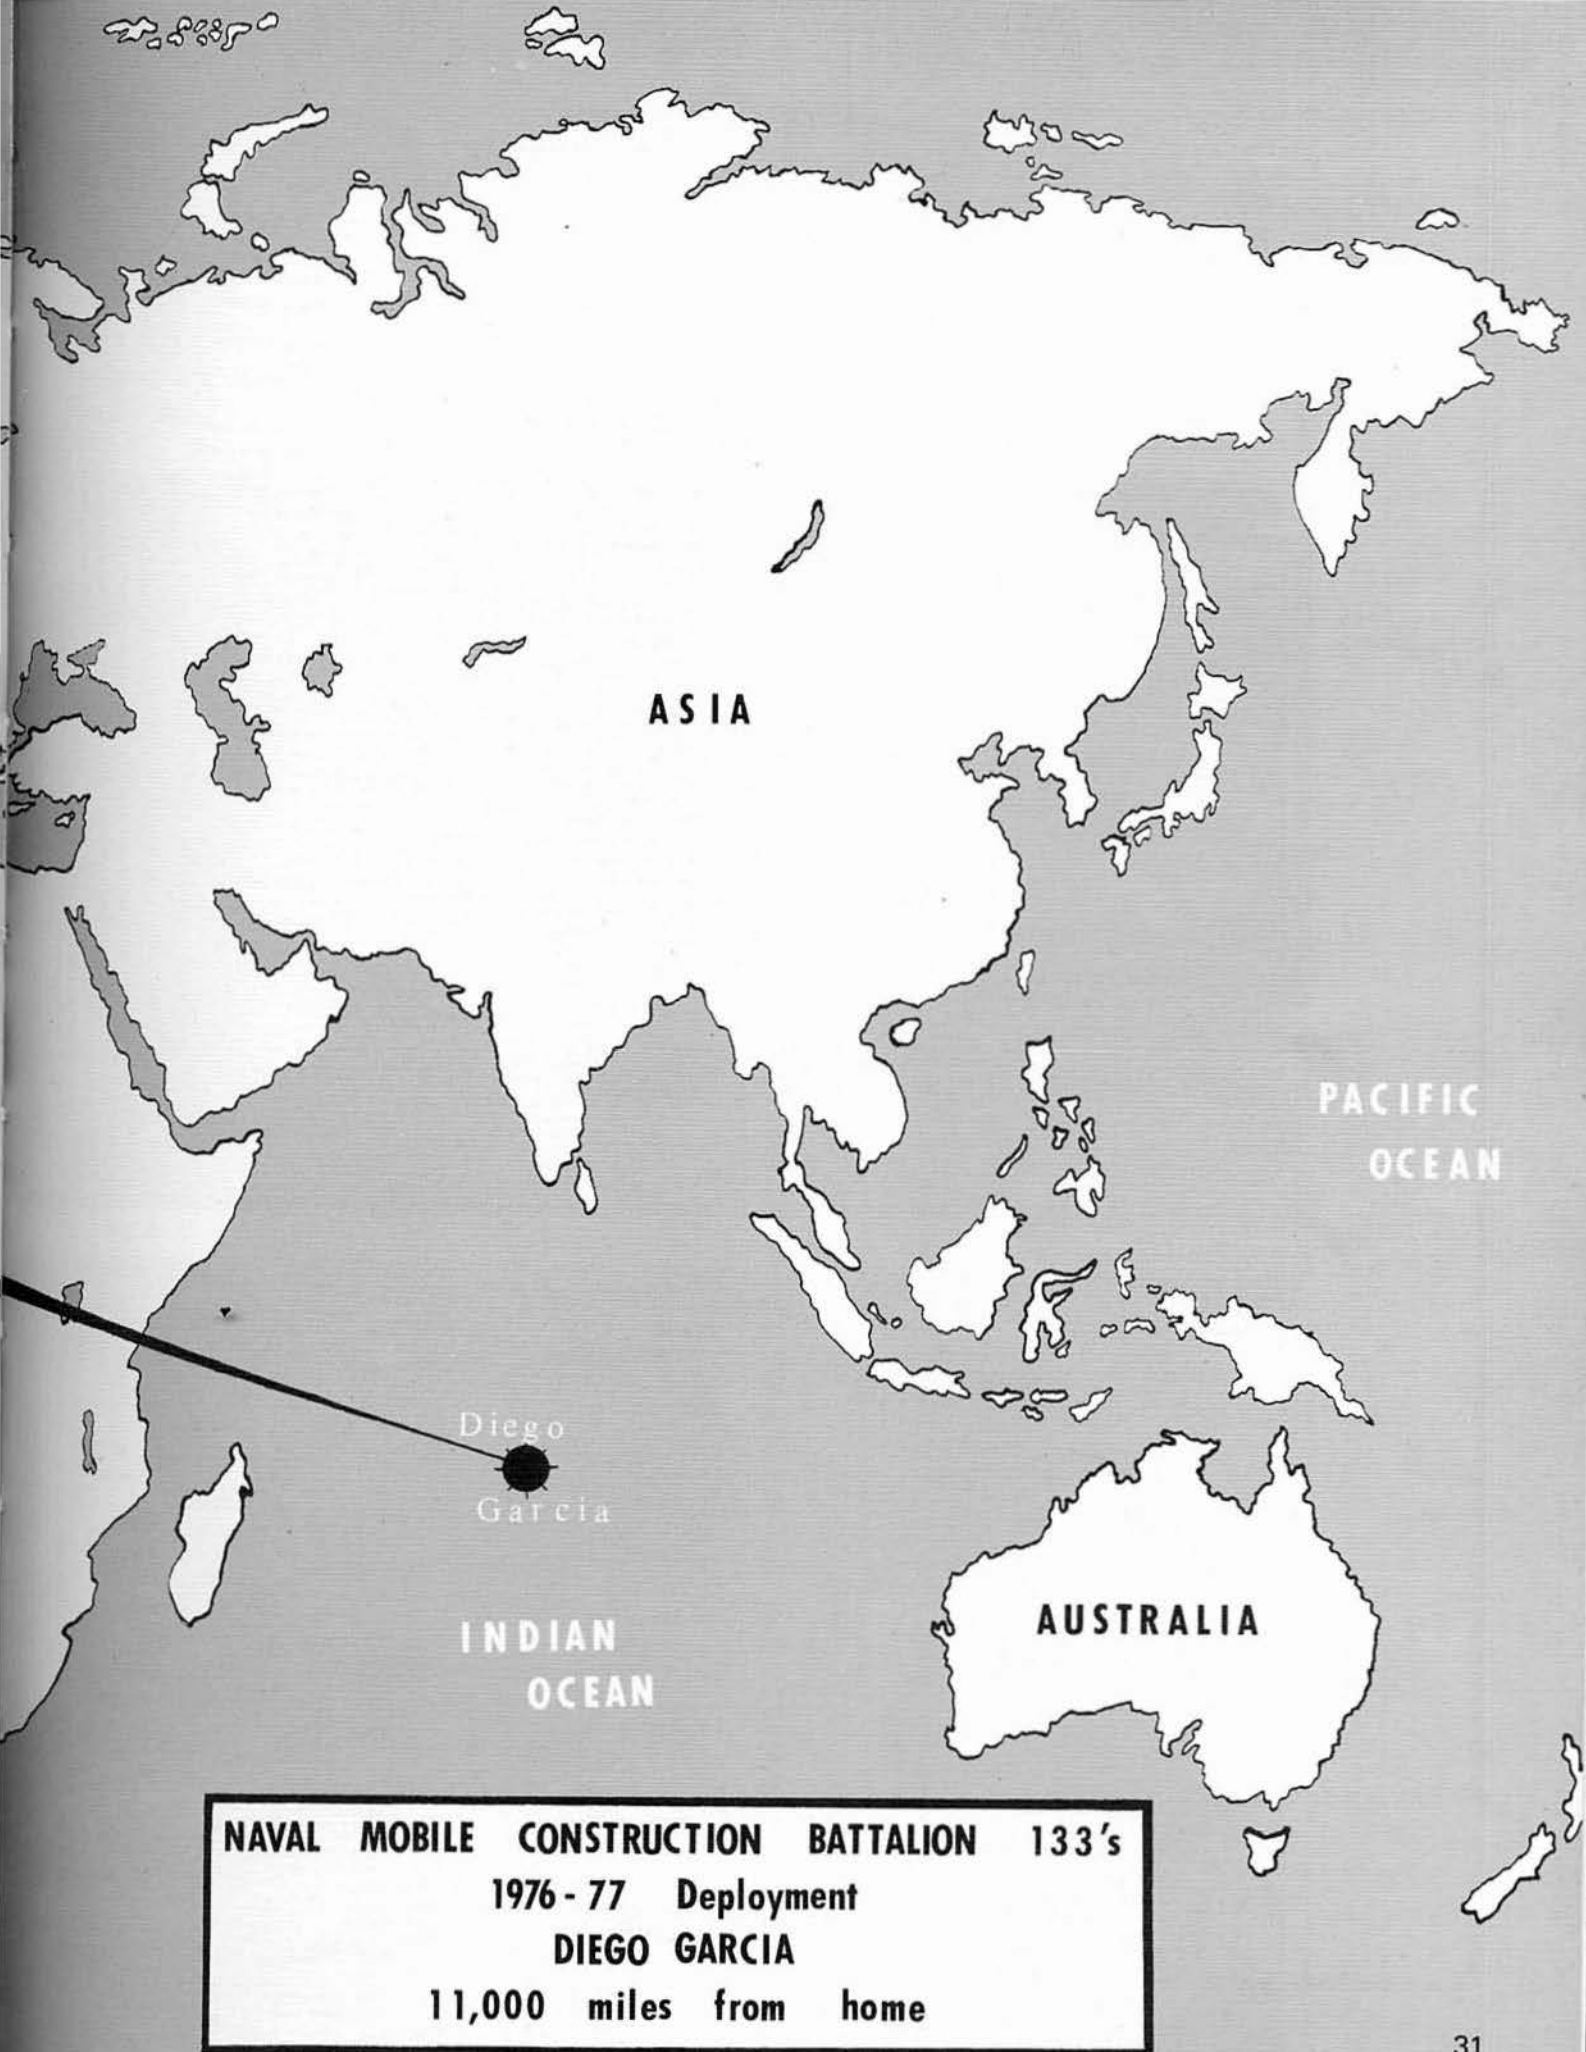 ASIA
PACIFIC
OCEAN
Diego
Garcia
INDIAN
OCEAN
AUSTRALIA
NAVAL MOBILE CONSTRUCTION BATTALION 133's
1976 - 77 Deployment
DIEGO GARCIA
11,000 miles from home
31